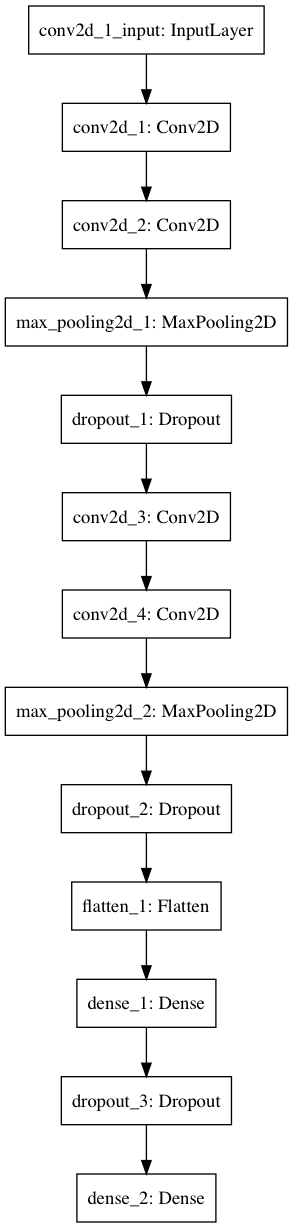 conv2d_1_input: InputLayer
conv2d_1: Conv2D
conv2d_2: Conv2D
max_pooling2d_1: MaxPooling2D
dropout_1: Dropout
conv2d_3: Conv2D
conv2d_4: Conv2D
max_pooling2d_2: MaxPooling2D
dropout_2: Dropout
flatten_1: Flatten
dense_1: Dense
dropout_3: Dropout
dense_2: Dense